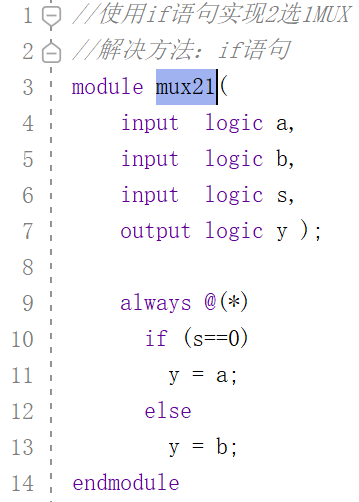 1 //使用if语句实现2选1MUX
2 //解决方法：if语句
3 module mux21(
4     input  logic a,
5     input  logic b,
6     input  logic s,
7     output logic y );
8
9     always @(*)
10       if (s==0)
11         y = a;
12       else
13         y = b;
14 endmodule